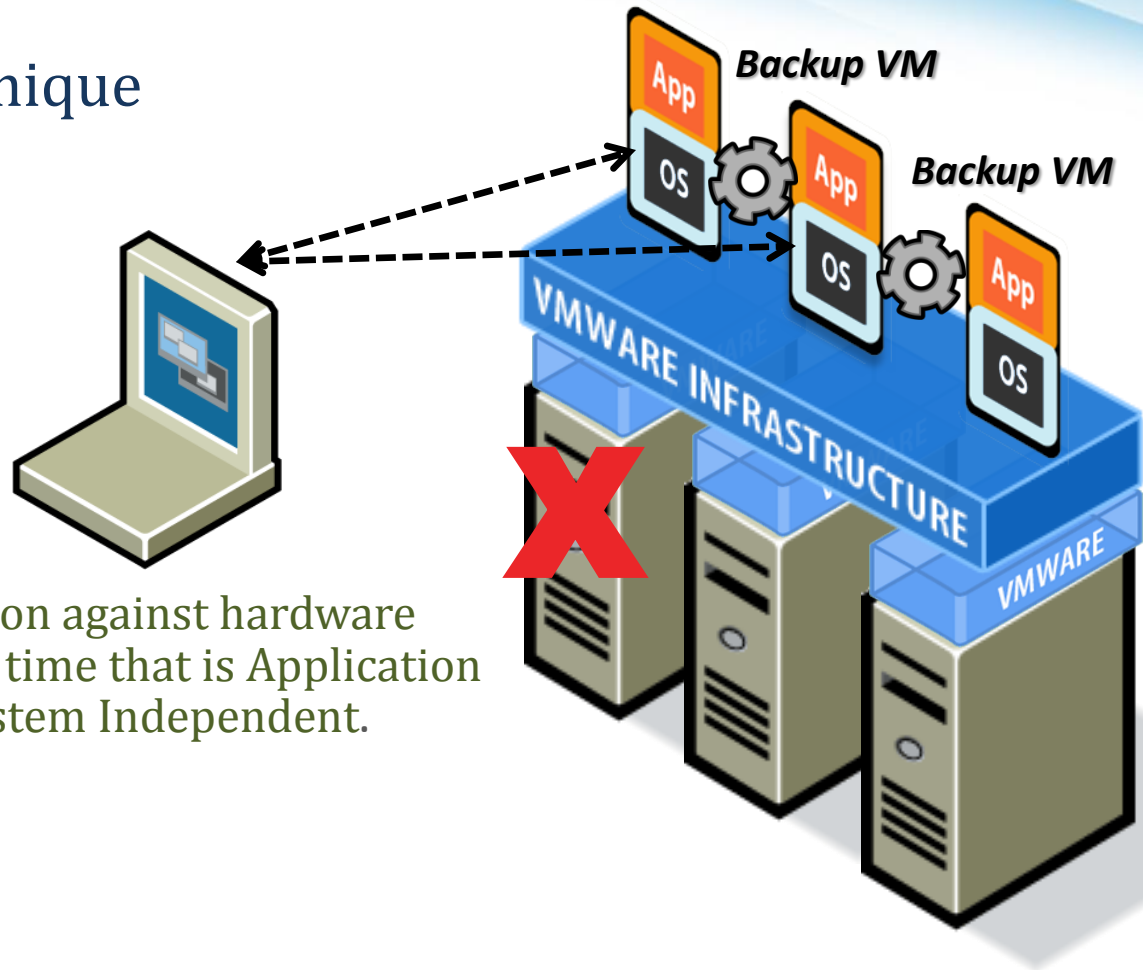 nique
Backup VM
Backup VM
App
OS
App
OS
App
OS
VMWARE INFRASTRUCTURE
VMWARE
on against hardware
time that is Application
stem Independent.